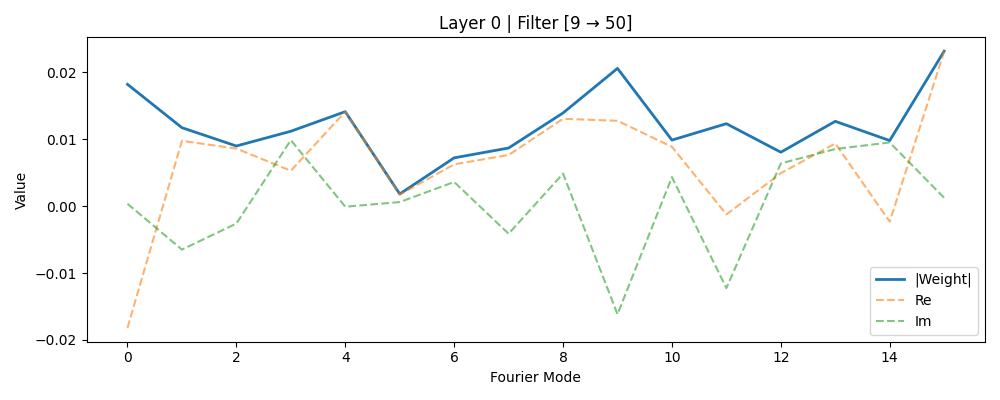 Layer 0 | Filter [9 → 50]
Value
0.02
0.01
0.00
−0.01
−0.02
0
2
4
6
8
10
12
14
Fourier Mode
|Weight|
Re
Im